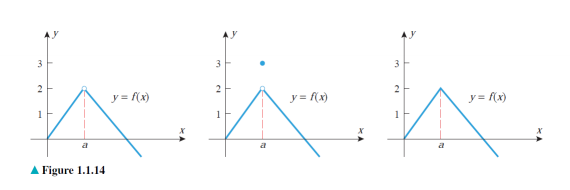 y
3
2
1
y = f(x)
x
a
y
3
2
1
y = f(x)
x
a
y
3
2
1
y = f(x)
x
a
▲ Figure 1.1.14